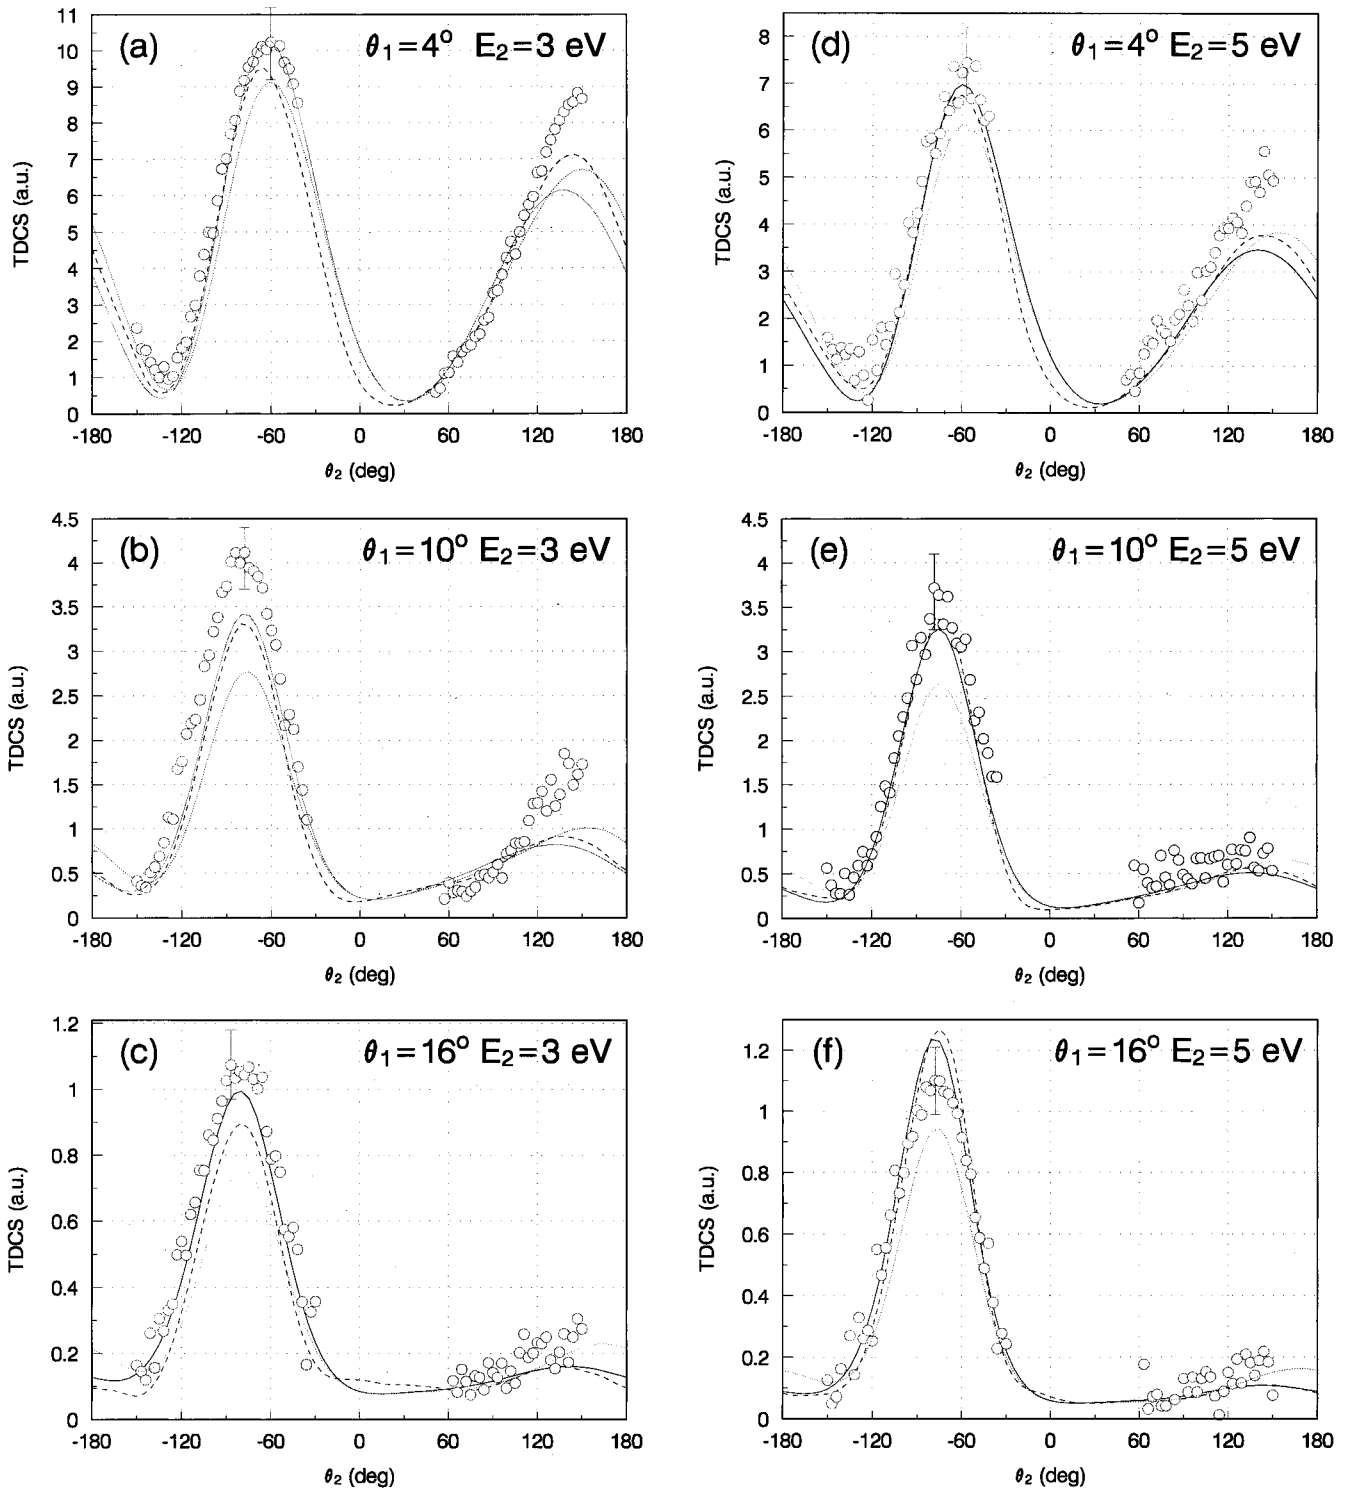 (a) θ₁=4° E₂=3 eV
TDCS (a.u.)
11
10
9
8
7
6
5
4
3
2
1
0
-180 -120 -60 0 60 120 180
θ₂ (deg)
(d) θ₁=4° E₂=5 eV
TDCS (a.u.)
8
7
6
5
4
3
2
1
0
-180 -120 -60 0 60 120 180
θ₂ (deg)
(b) θ₁=10° E₂=3 eV
TDCS (a.u.)
4.5
4
3.5
3
2.5
2
1.5
1
0.5
0
-180 -120 -60 0 60 120 180
θ₂ (deg)
(e) θ₁=10° E₂=5 eV
TDCS (a.u.)
4.5
4
3.5
3
2.5
2
1.5
1
0.5
0
-180 -120 -60 0 60 120 180
θ₂ (deg)
(c) θ₁=16° E₂=3 eV
TDCS (a.u.)
1.2
1
0.8
0.6
0.4
0.2
0
-180 -120 -60 0 60 120 180
θ₂ (deg)
(f) θ₁=16° E₂=5 eV
TDCS (a.u.)
1.2
1
0.8
0.6
0.4
0.2
0
-180 -120 -60 0 60 120 180
θ₂ (deg)